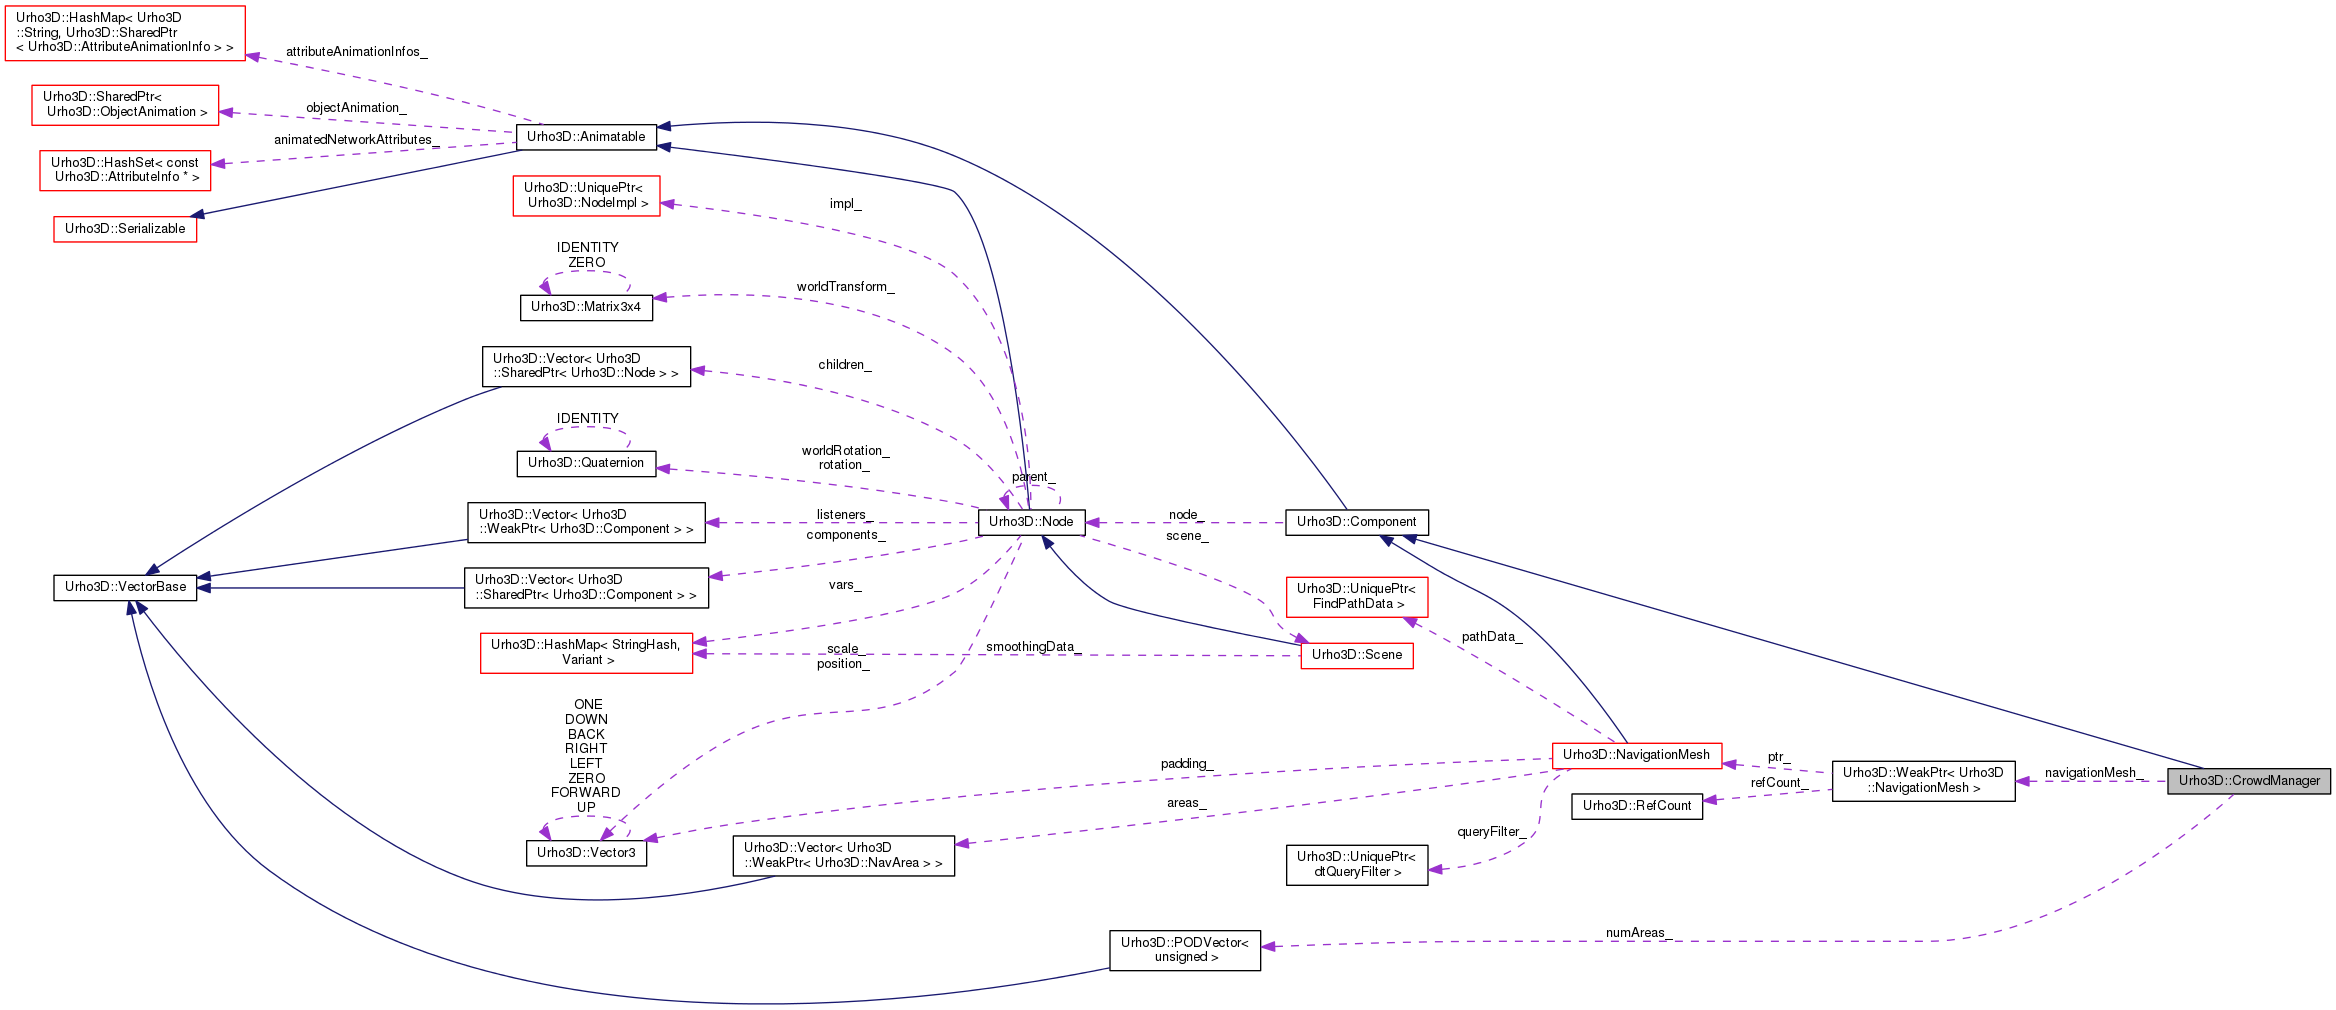 Urho3D::HashMap< Urho3D
::String, Urho3D::SharedPtr
< Urho3D::AttributeAnimationInfo > >
attributeAnimationInfos_
Urho3D::SharedPtr<
Urho3D::ObjectAnimation >
objectAnimation_
Urho3D::Animatable
animatedNetworkAttributes_
Urho3D::HashSet< const
Urho3D::AttributeInfo * >
Urho3D::Serializable
Urho3D::UniquePtr<
Urho3D::NodeImpl >
impl_
IDENTITY
ZERO
Urho3D::Matrix3x4
worldTransform_
Urho3D::Vector< Urho3D
::SharedPtr< Urho3D::Node > >
children_
IDENTITY
Urho3D::Quaternion
worldRotation_
rotation_
parent_
Urho3D::Vector< Urho3D
::WeakPtr< Urho3D::Component > >
listeners_
Urho3D::Node
node_
Urho3D::Component
components_
scene_
Urho3D::VectorBase
Urho3D::Vector< Urho3D
::SharedPtr< Urho3D::Component > >
vars_
Urho3D::UniquePtr<
FindPathData >
Urho3D::HashMap< StringHash,
Variant >
scale_
position_
smoothingData_
Urho3D::Scene
pathData_
ONE
DOWN
BACK
RIGHT
LEFT
ZERO
FORWARD
UP
Urho3D::Vector3
padding_
Urho3D::NavigationMesh
ptr_
refCount_
Urho3D::WeakPtr< Urho3D
::NavigationMesh >
navigationMesh_
Urho3D::CrowdManager
areas_
Urho3D::RefCount
queryFilter_
Urho3D::Vector< Urho3D
::WeakPtr< Urho3D::NavArea > >
Urho3D::UniquePtr<
dtQueryFilter >
numAreas_
Urho3D::PODVector<
unsigned >